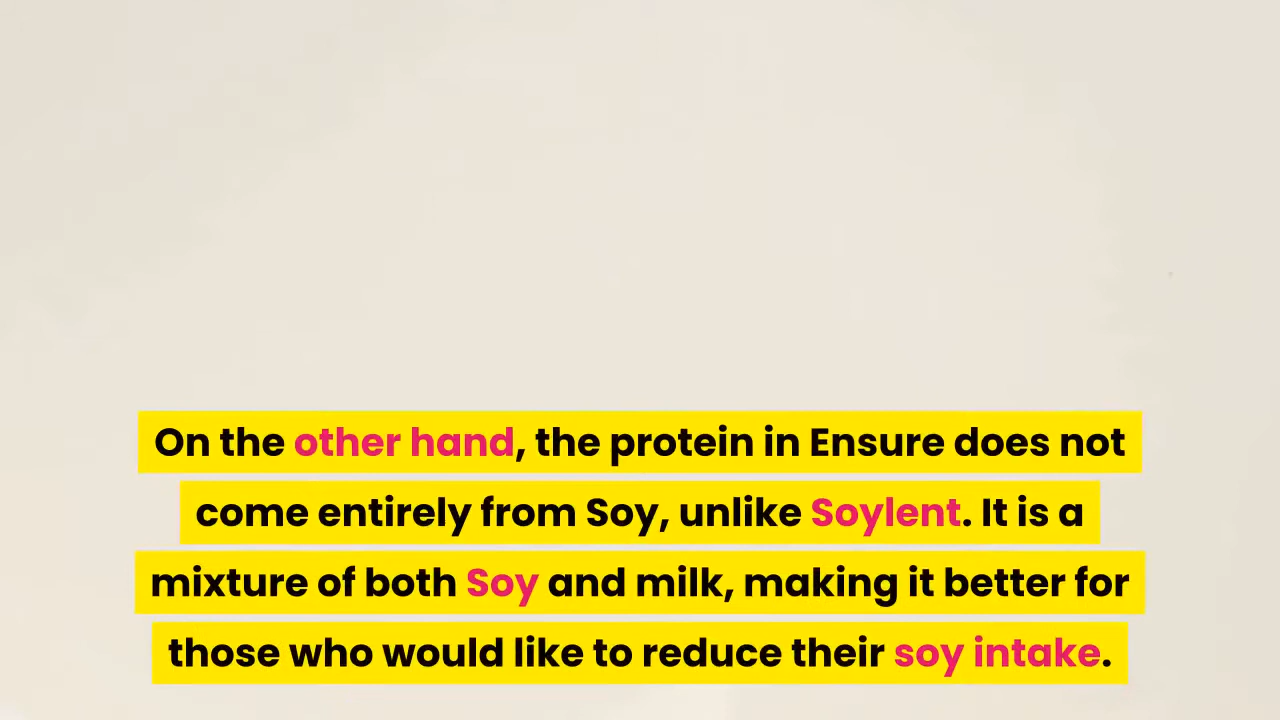 On the other hand, the protein in Ensure does not
come entirely from Soy, unlike Soylent. It is a
mixture of both Soy and milk, making it better for
those who would like to reduce their soy intake.